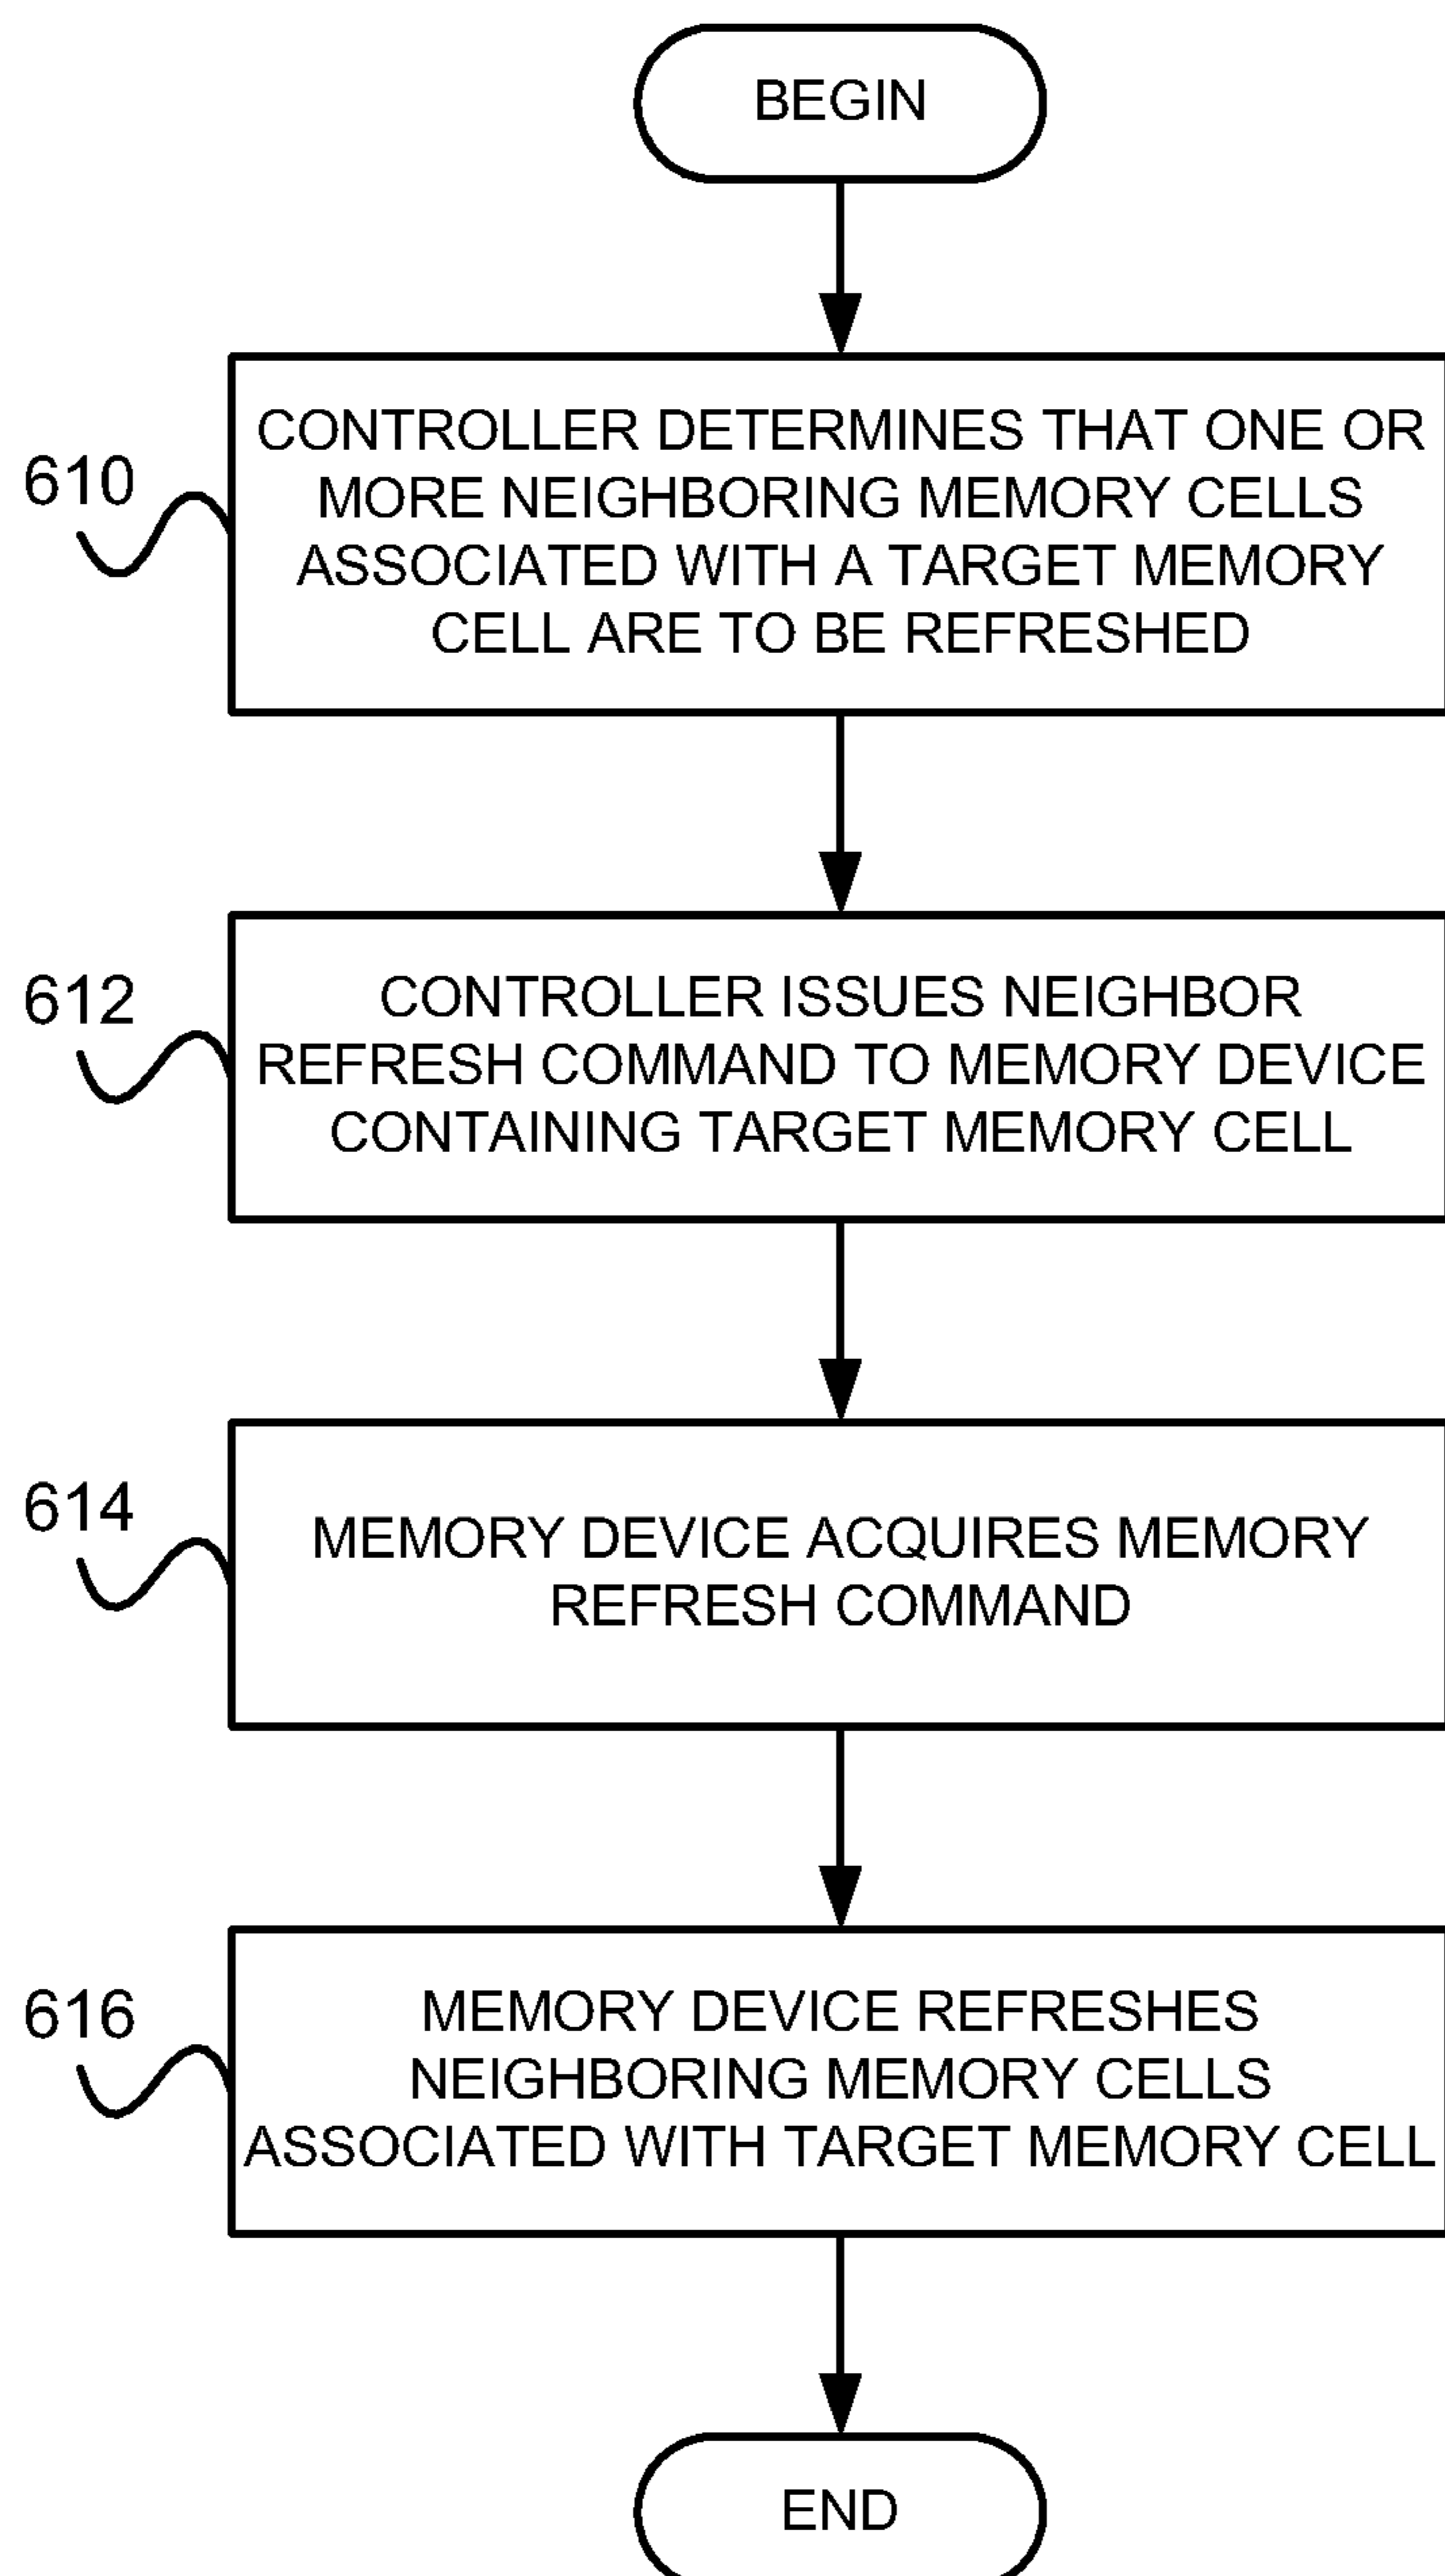 BEGIN
610
CONTROLLER DETERMINES THAT ONE OR
MORE NEIGHBORING MEMORY CELLS
ASSOCIATED WITH A TARGET MEMORY
CELL ARE TO BE REFRESHED
612
CONTROLLER ISSUES NEIGHBOR
REFRESH COMMAND TO MEMORY DEVICE
CONTAINING TARGET MEMORY CELL
614
MEMORY DEVICE ACQUIRES MEMORY
REFRESH COMMAND
616
MEMORY DEVICE REFRESHES
NEIGHBORING MEMORY CELLS
ASSOCIATED WITH TARGET MEMORY CELL
END